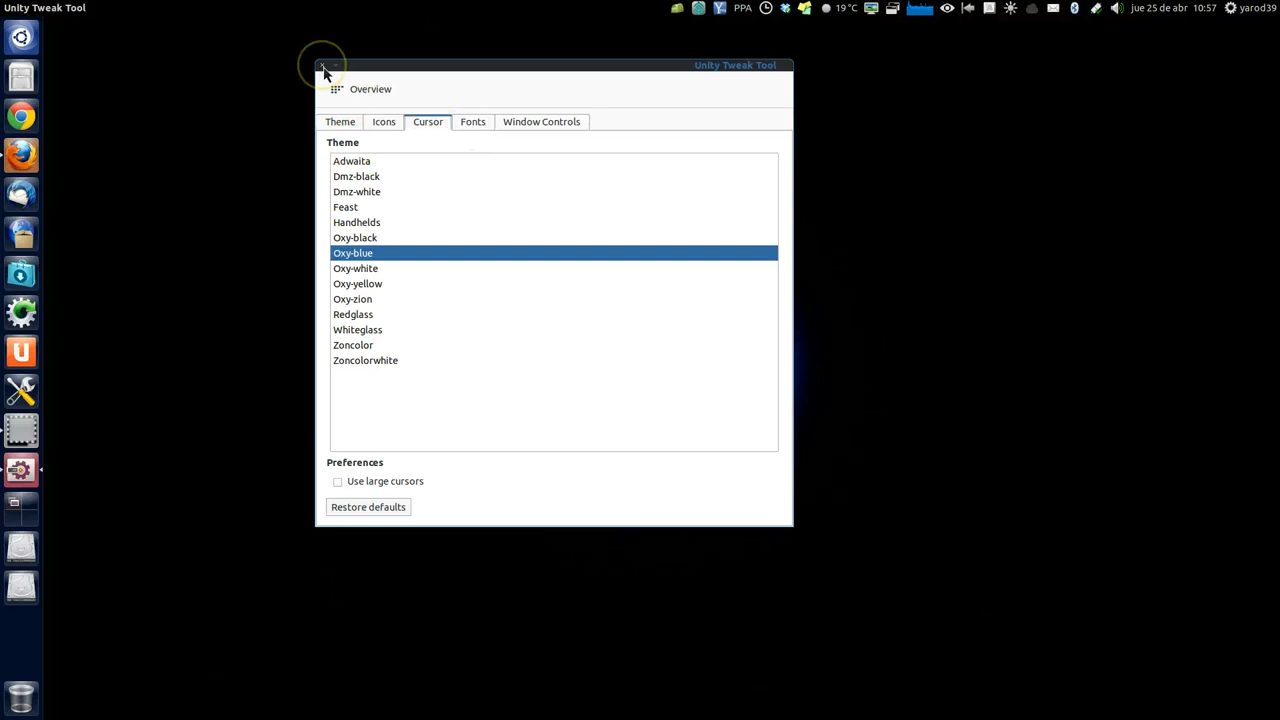 Unity Tweak Tool
PPA 19 °C jue 25 de abr 10:57 yarod39
Unity Tweak Tool
Overview
Theme Icons Cursor Fonts Window Controls
Theme
Adwaita
Dmz-black
Dmz-white
Feast
Handhelds
Oxy-black
Oxy-blue
Oxy-white
Oxy-yellow
Oxy-zion
Redglass
Whiteglass
Zoncolor
Zoncolorwhite
Preferences
Use large cursors
Restore defaults